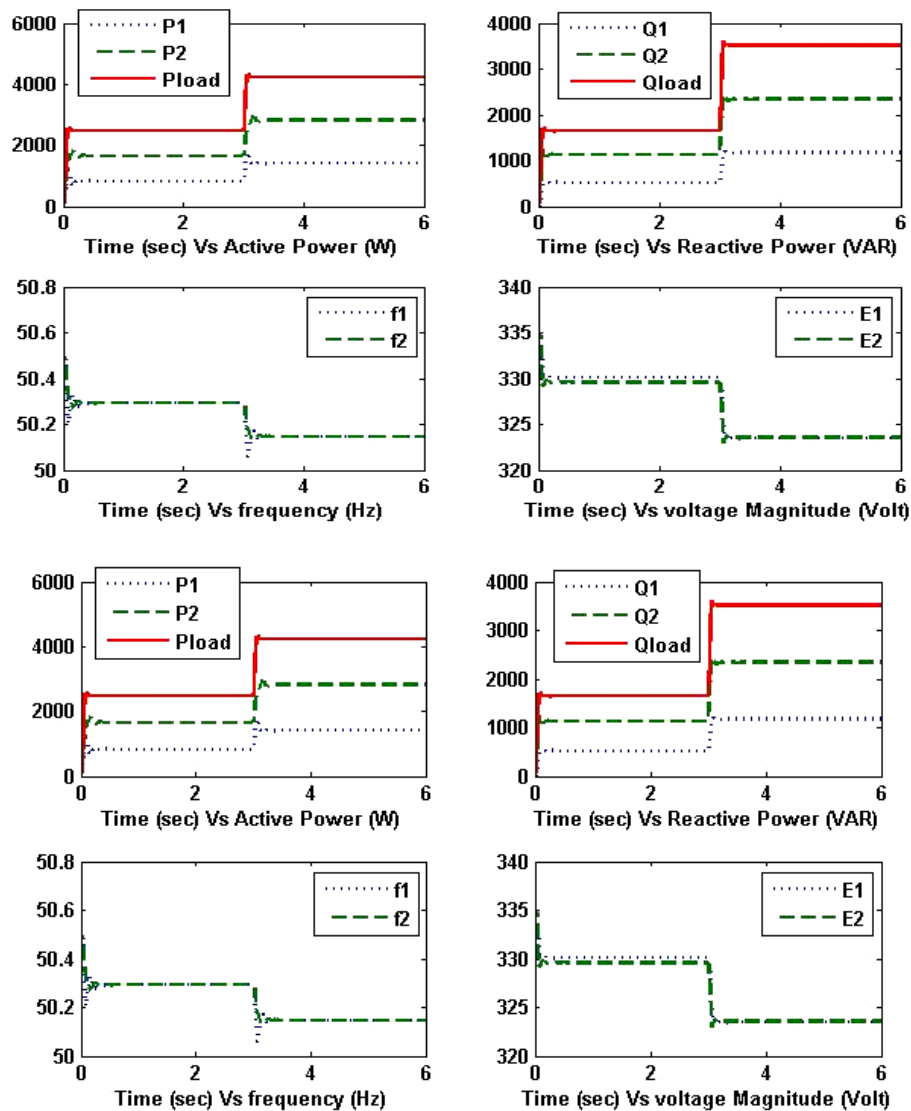 6000
4000
2000
0
P1
P2
Pload
0
2
4
6
Time (sec) Vs Active Power (W)
4000
3000
2000
1000
0
Q1
Q2
Qload
0
2
4
6
Time (sec) Vs Reactive Power (VAR)
50.8
50.6
50.4
50.2
50
f1
f2
0
2
4
6
Time (sec) Vs frequency (Hz)
340
335
330
325
320
E1
E2
0
2
4
6
Time (sec) Vs voltage Magnitude (Volt)
6000
4000
2000
0
P1
P2
Pload
0
2
4
6
Time (sec) Vs Active Power (W)
4000
3000
2000
1000
0
Q1
Q2
Qload
0
2
4
6
Time (sec) Vs Reactive Power (VAR)
50.8
50.6
50.4
50.2
50
f1
f2
0
2
4
6
Time (sec) Vs frequency (Hz)
340
335
330
325
320
E1
E2
0
2
4
6
Time (sec) Vs voltage Magnitude (Volt)